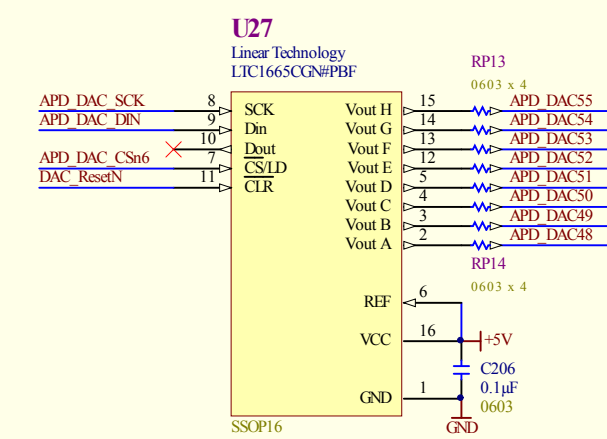 U27
Linear Technology
LTC1665CGN#PBF
RP13
0603 x 4
APD_DAC_SCK 8 SCK Vout H 15 APD_DAC55
APD_DAC_DIN 9 Din Vout G 14 APD_DAC54
10 Dout Vout F 13 APD_DAC53
APD_DAC_CSn6 7 CS/LD Vout E 12 APD_DAC52
DAC_ResetN 11 CLR Vout D 5 APD_DAC51
Vout C 4 APD_DAC50
Vout B 3 APD_DAC49
Vout A 2 APD_DAC48
RP14
0603 x 4
REF 6
VCC 16 +5V
C206
0.1µF
GND 1 0603
SSOP16 GND